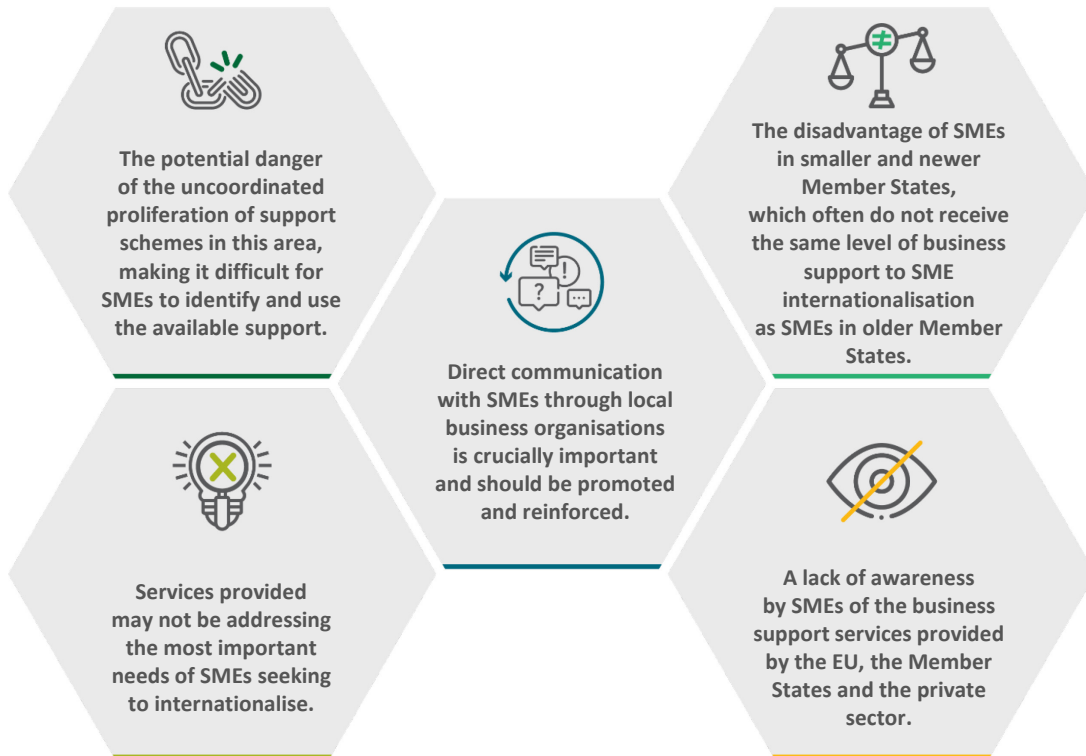 The potential danger
of the uncoordinated
proliferation of support
schemes in this area,
making it difficult for
SMEs to identify and use
the available support.
The disadvantage of SMEs
in smaller and newer
Member States,
which often do not receive
the same level of business
support to SME
internationalisation
as SMEs in older Member
States.
Direct communication
with SMEs through local
business organisations
is crucially important
and should be promoted
and reinforced.
Services provided
may not be addressing
the most important
needs of SMEs seeking
to internationalise.
A lack of awareness
by SMEs of the business
support services provided
by the EU, the Member
States and the private
sector.